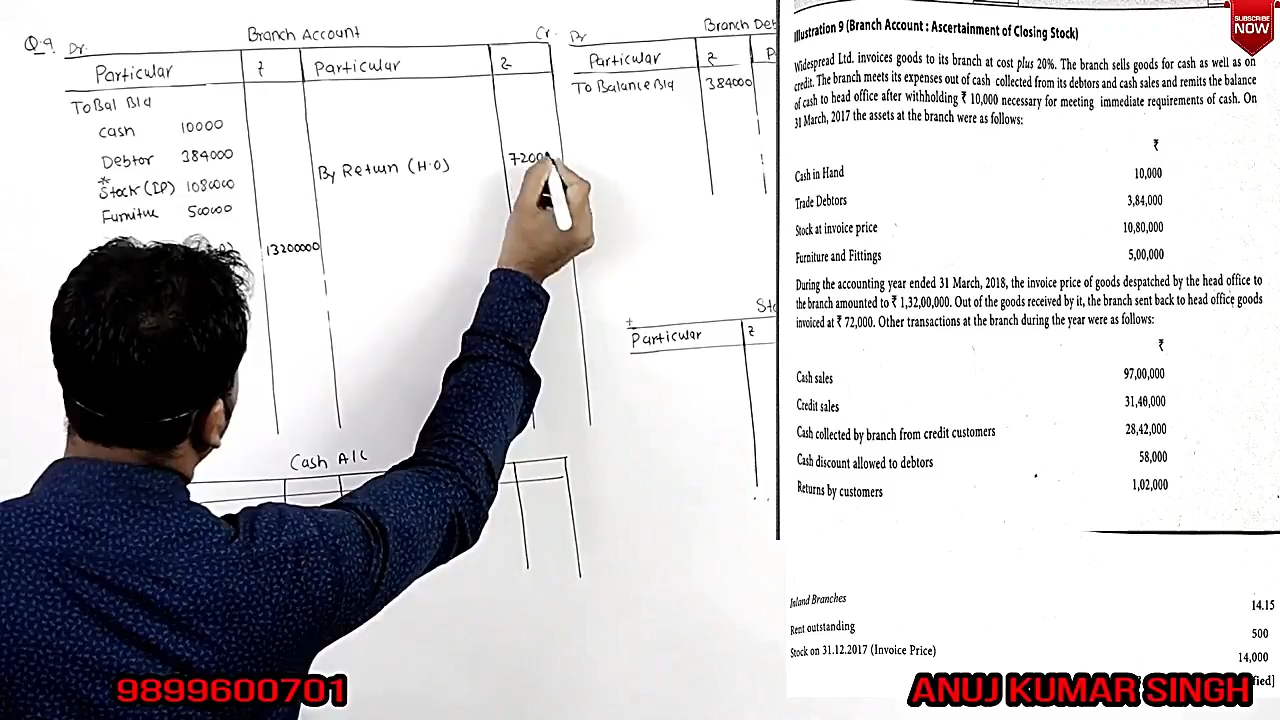 Q.9
Dr. Branch Account Cr.
Particular ₹ Particular ₹
To Bal B/d
Cash 10000
Debtor 384000
* Stock (IP) 1080000
Furnitue 500000
13200000
By Return (H.O) 72000
Cash A/c
Dr Branch Deb
Particular ₹
To Balance B/d 384000
Particular ₹
SUBSCRIBE
NOW
Illustration 9 (Branch Account : Ascertainment of Closing Stock)
Widespread Ltd. invoices goods to its branch at cost plus 20%. The branch sells goods for cash as well as on
credit. The branch meets its expenses out of cash collected from its debtors and cash sales and remits the balance
of cash to head office after withholding ₹ 10,000 necessary for meeting immediate requirements of cash. On
31 March, 2017 the assets at the branch were as follows:
₹
Cash in Hand 10,000
Trade Debtors 3,84,000
Stock at invoice price 10,80,000
Furniture and Fittings 5,00,000
During the accounting year ended 31 March, 2018, the invoice price of goods despatched by the head office to
the branch amounted to ₹ 1,32,00,000. Out of the goods received by it, the branch sent back to head office goods
invoiced at ₹ 72,000. Other transactions at the branch during the year were as follows:
₹
Cash sales 97,00,000
Credit sales 31,40,000
Cash collected by branch from credit customers 28,42,000
Cash discount allowed to debtors 58,000
Returns by customers 1,02,000
Inland Branches 14.15
Rent outstanding 500
Stock on 31.12.2017 (Invoice Price) 14,000
9899600701
ANUJ KUMAR SINGH